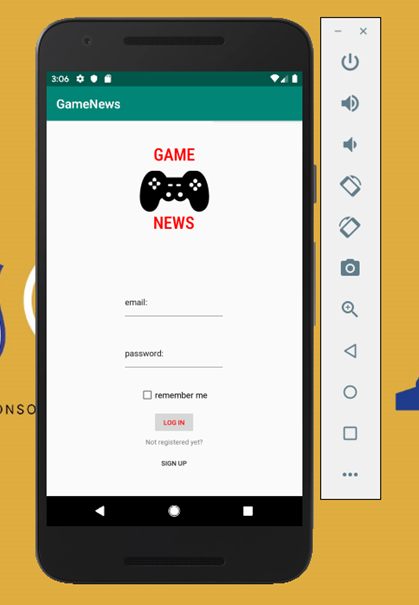 3:06
GameNews
GAME
NEWS
email:
password:
remember me
LOG IN
Not registered yet?
SIGN UP
ONSO